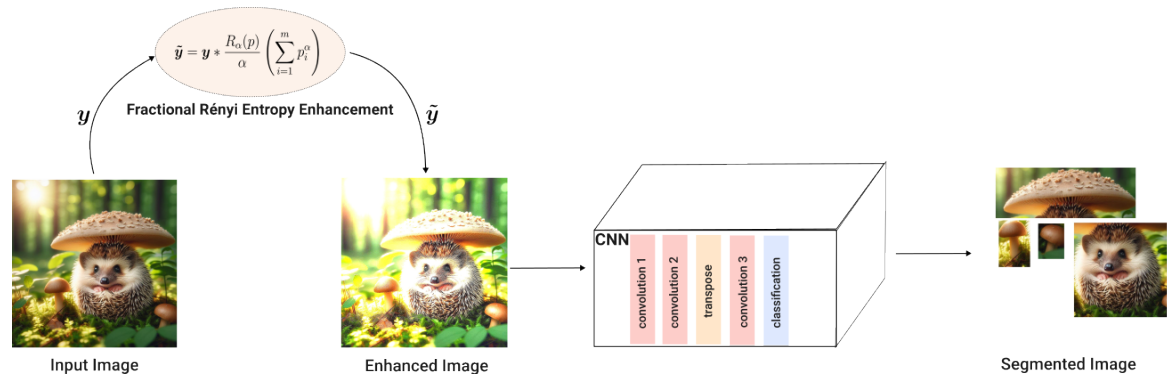 ỹ = y * R_α(p)/α (∑_{i=1}^{m} p_i^α)
Fractional Rényi Entropy Enhancement
y
ỹ
Input Image
Enhanced Image
CNN
convolution 1
convolution 2
transpose
convolution 3
classification
Segmented Image